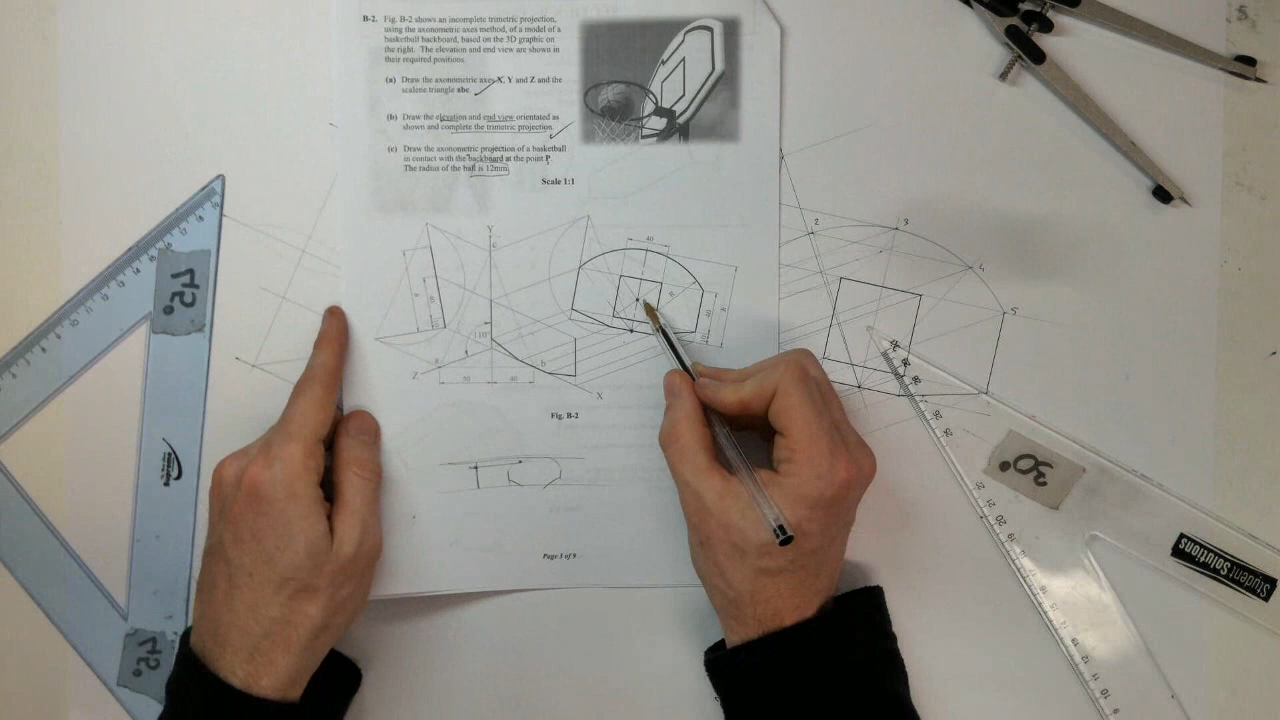 B-2. Fig. B-2 shows an incomplete trimetric projection,
using the axonometric axes method, of a model of a
basketball backboard, based on the 3D graphic on
the right. The elevation and end view are shown in
their required positions.
(a) Draw the axonometric axes X, Y and Z and the
scalene triangle abc.
(b) Draw the elevation and end view orientated as
shown and complete the trimetric projection.
(c) Draw the axonometric projection of a basketball
in contact with the backboard at the point P.
The radius of the ball is 12mm.
Scale 1:1
Y
c
40
110°
a
b
Z
50
40
X
Fig. B-2
Page 3 of 9
2
3
4
5
45°
45°
30°
Student Solutions